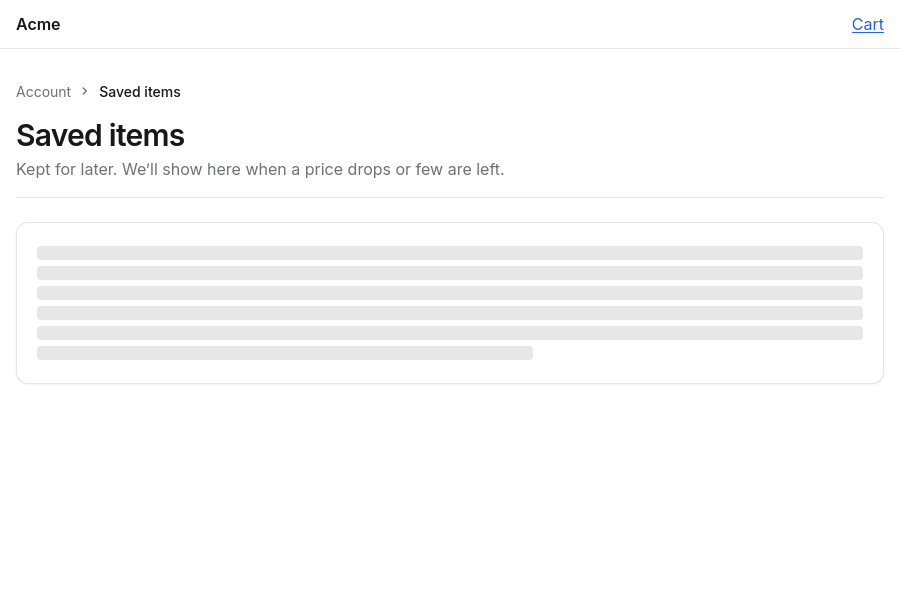 Acme
Cart
Account
Saved items
Saved items
Kept for later. We'll show here when a price drops or few are left.